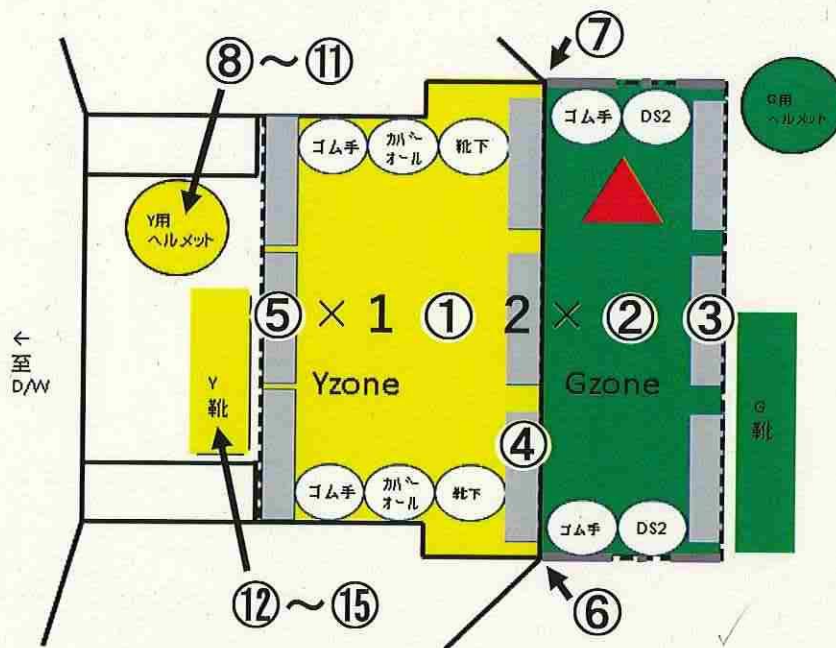 ⑦
⑧～⑪
ゴム手
カバー
オール
靴下
ゴム手
DS2
G用
ヘルメット
Y用
ヘルメット
⑤ × 1 ① 2 × ② ③
←
至
D/W
Y
靴
Yzone
Gzone
G
靴
④
ゴム手
カバー
オール
靴下
ゴム手
DS2
⑫～⑮
⑥